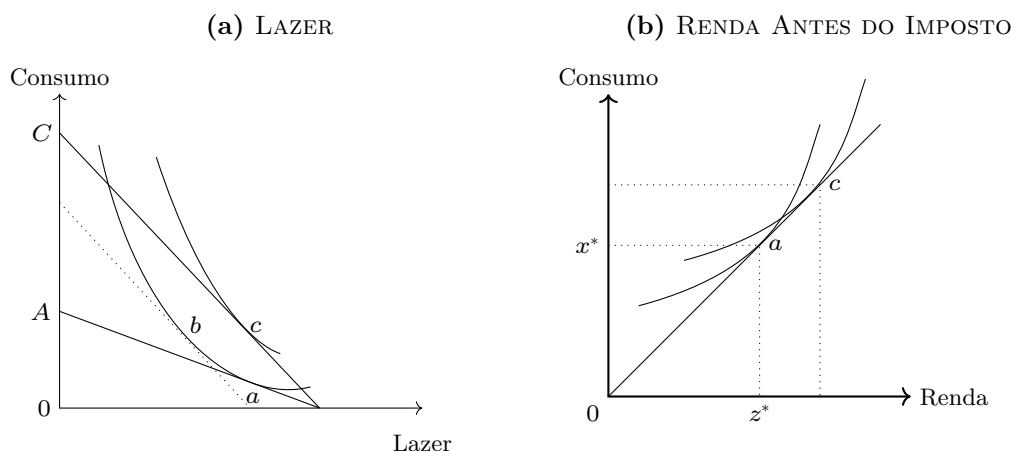 (a) Lazer
Consumo
C
A
b
c
a
0
Lazer
(b) Renda Antes do Imposto
Consumo
c
x*
a
0
z*
Renda